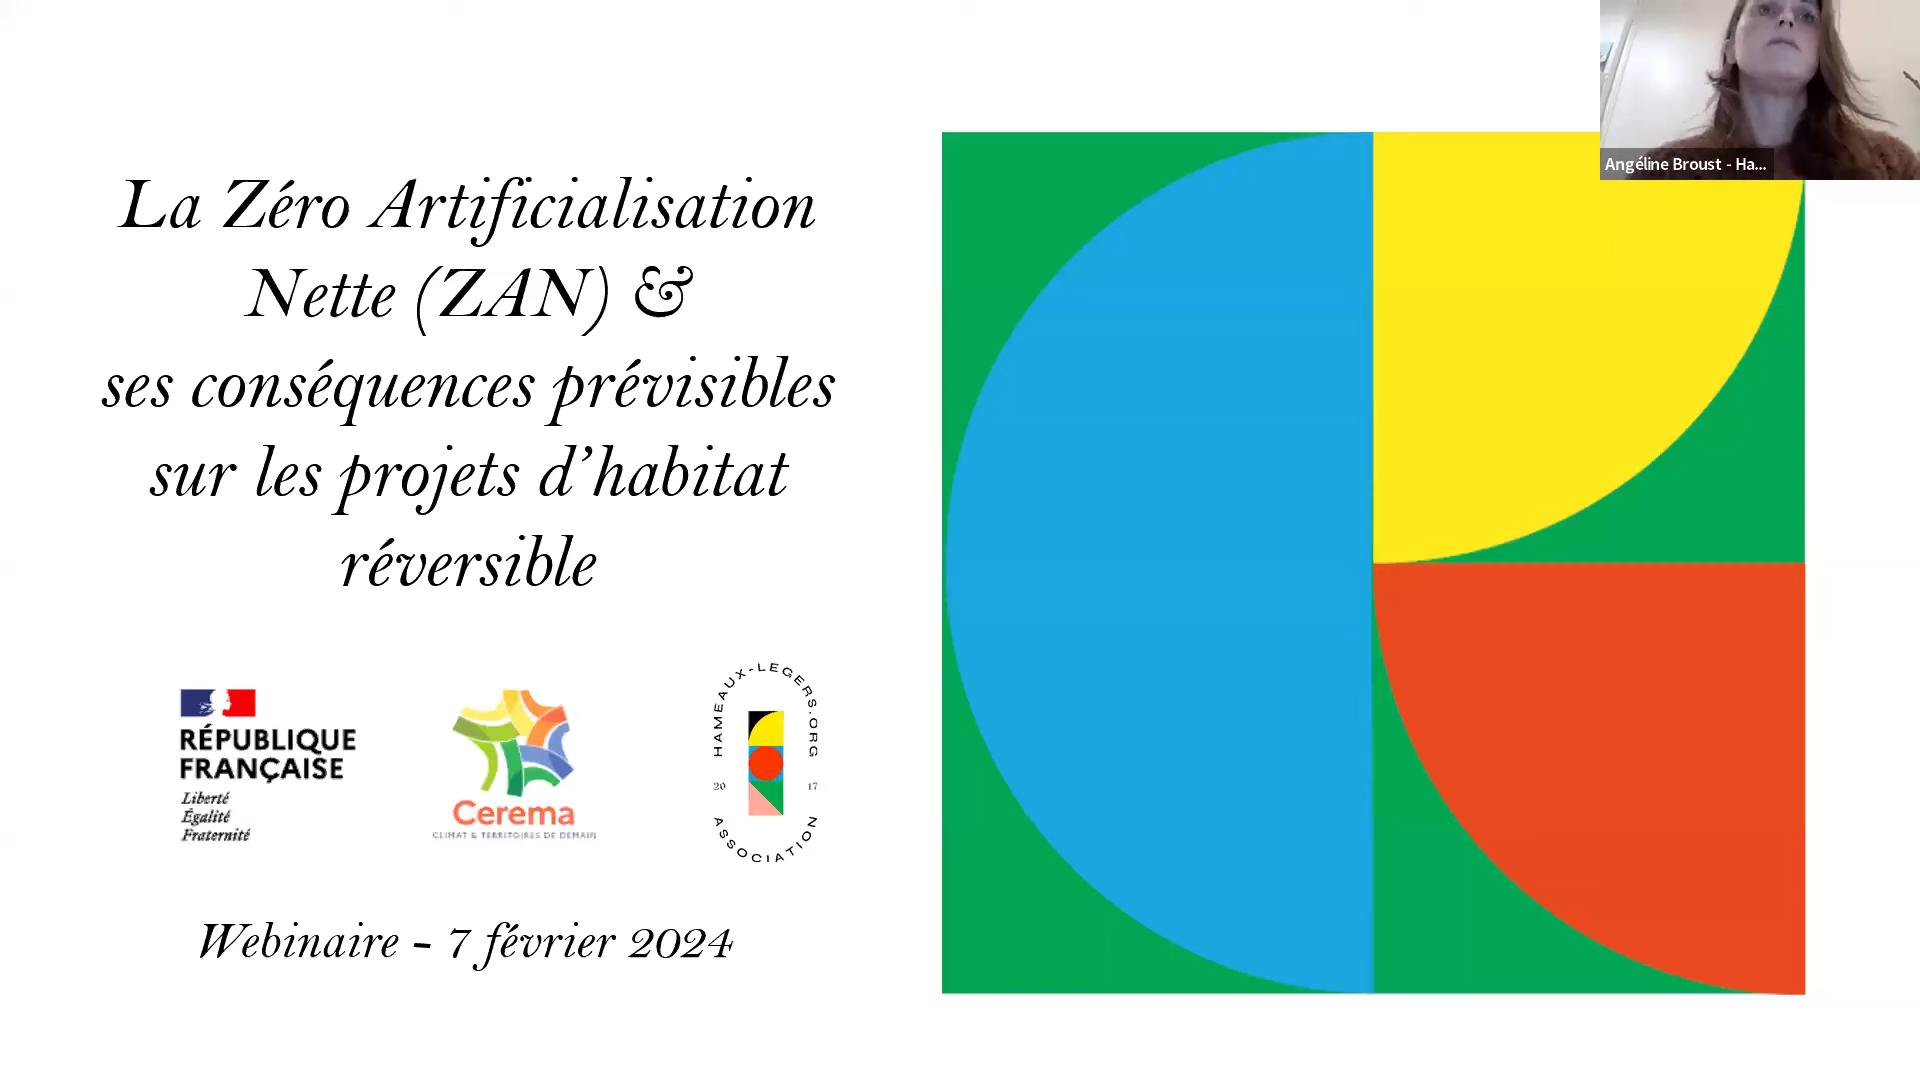 La Zéro Artificialisation
Nette (ZAN) &
ses conséquences prévisibles
sur les projets d’habitat
réversible
RÉPUBLIQUE
FRANÇAISE
Liberté
Égalité
Fraternité
Cerema
CLIMAT & TERRITOIRES DE DEMAIN
HAMEAUX-LEGERS.ORG
20 17
ASSOCIATION
Webinaire - 7 février 2024
Angéline Broust - Ha...